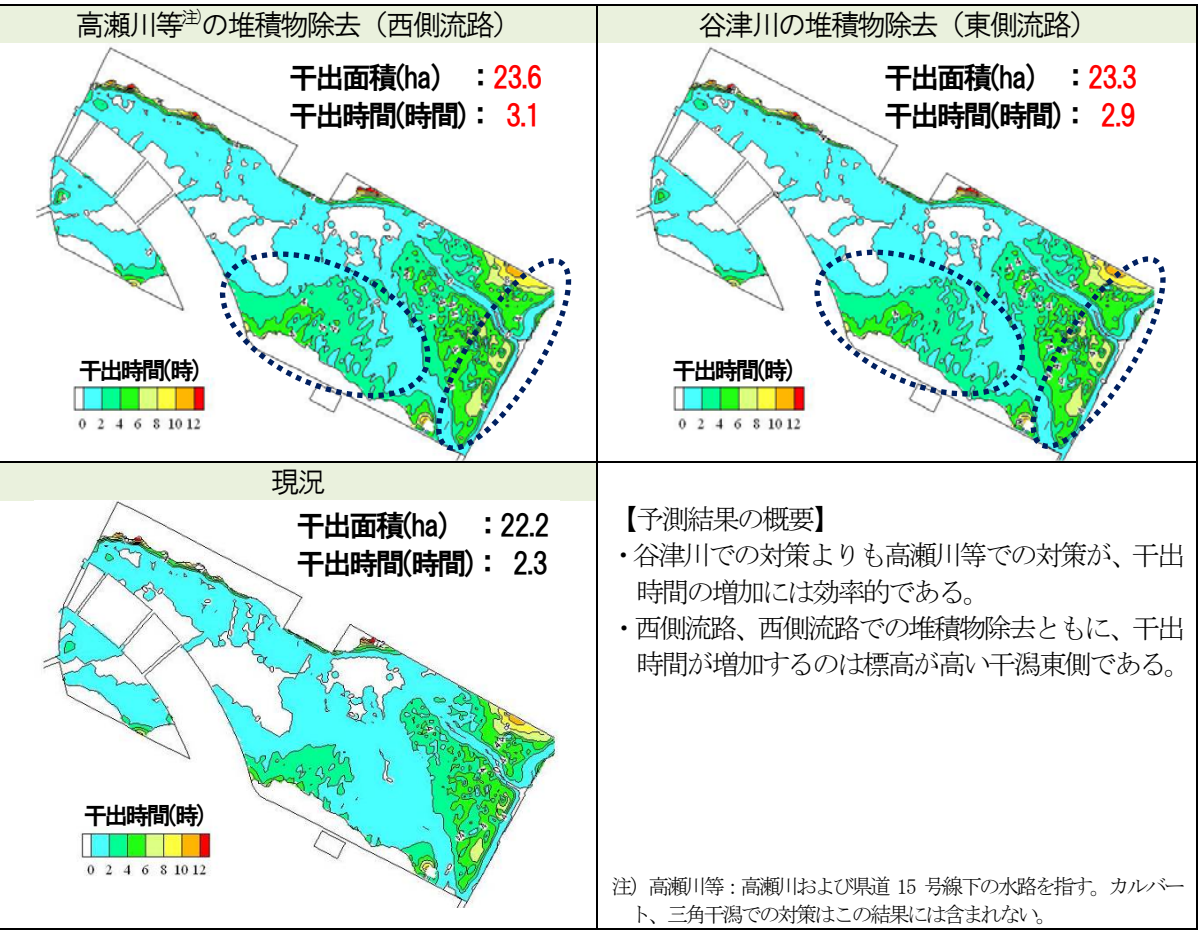 高瀬川等注)の堆積物除去（西側流路）
干出面積(ha)　：23.6
干出時間(時間)： 3.1
干出時間(時)
0 2 4 6 8 10 12
谷津川の堆積物除去（東側流路）
干出面積(ha)　：23.3
干出時間(時間)： 2.9
干出時間(時)
0 2 4 6 8 10 12
現況
干出面積(ha)　：22.2
干出時間(時間)： 2.3
干出時間(時)
0 2 4 6 8 10 12
【予測結果の概要】
・谷津川での対策よりも高瀬川等での対策が、干出
時間の増加には効率的である。
・西側流路、西側流路での堆積物除去ともに、干出
時間が増加するのは標高が高い干潟東側である。
注）高瀬川等：高瀬川および県道 15 号線下の水路を指す。カルバー
ト、三角干潟での対策はこの結果には含まれない。